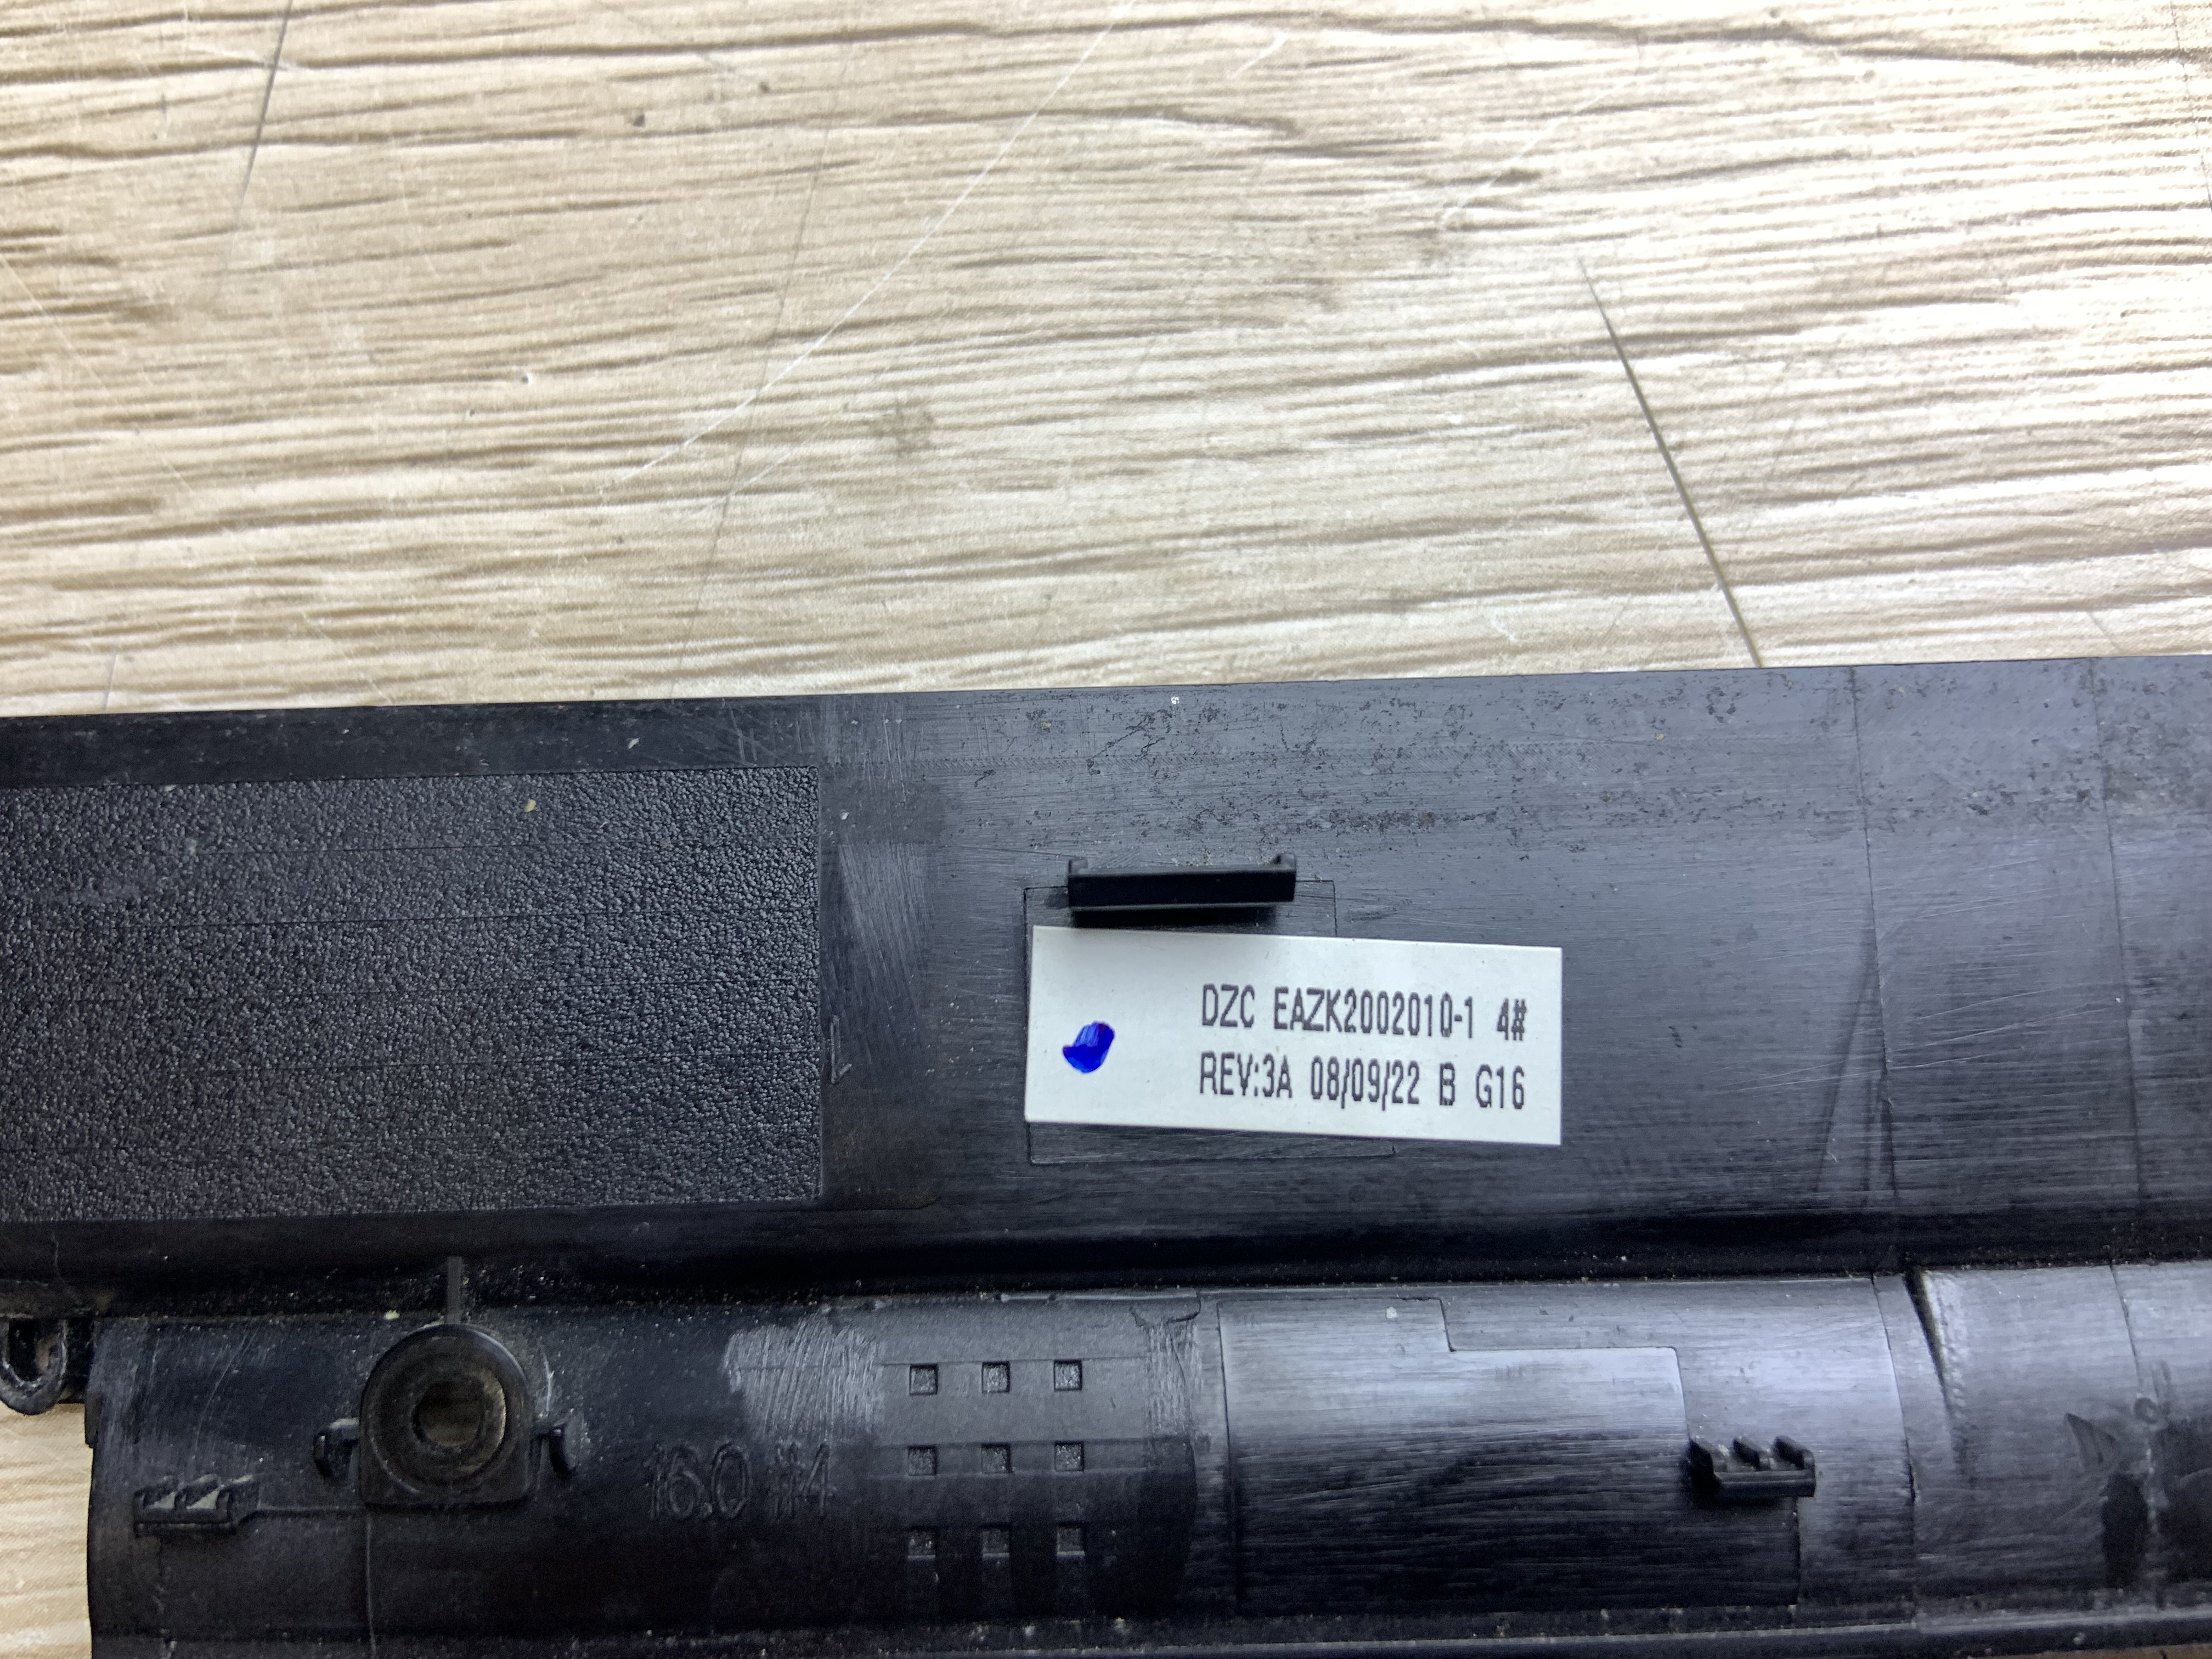 DZC EAZK2002010-1 4#
REV:3A 08/09/22 B G16
16.0 #4